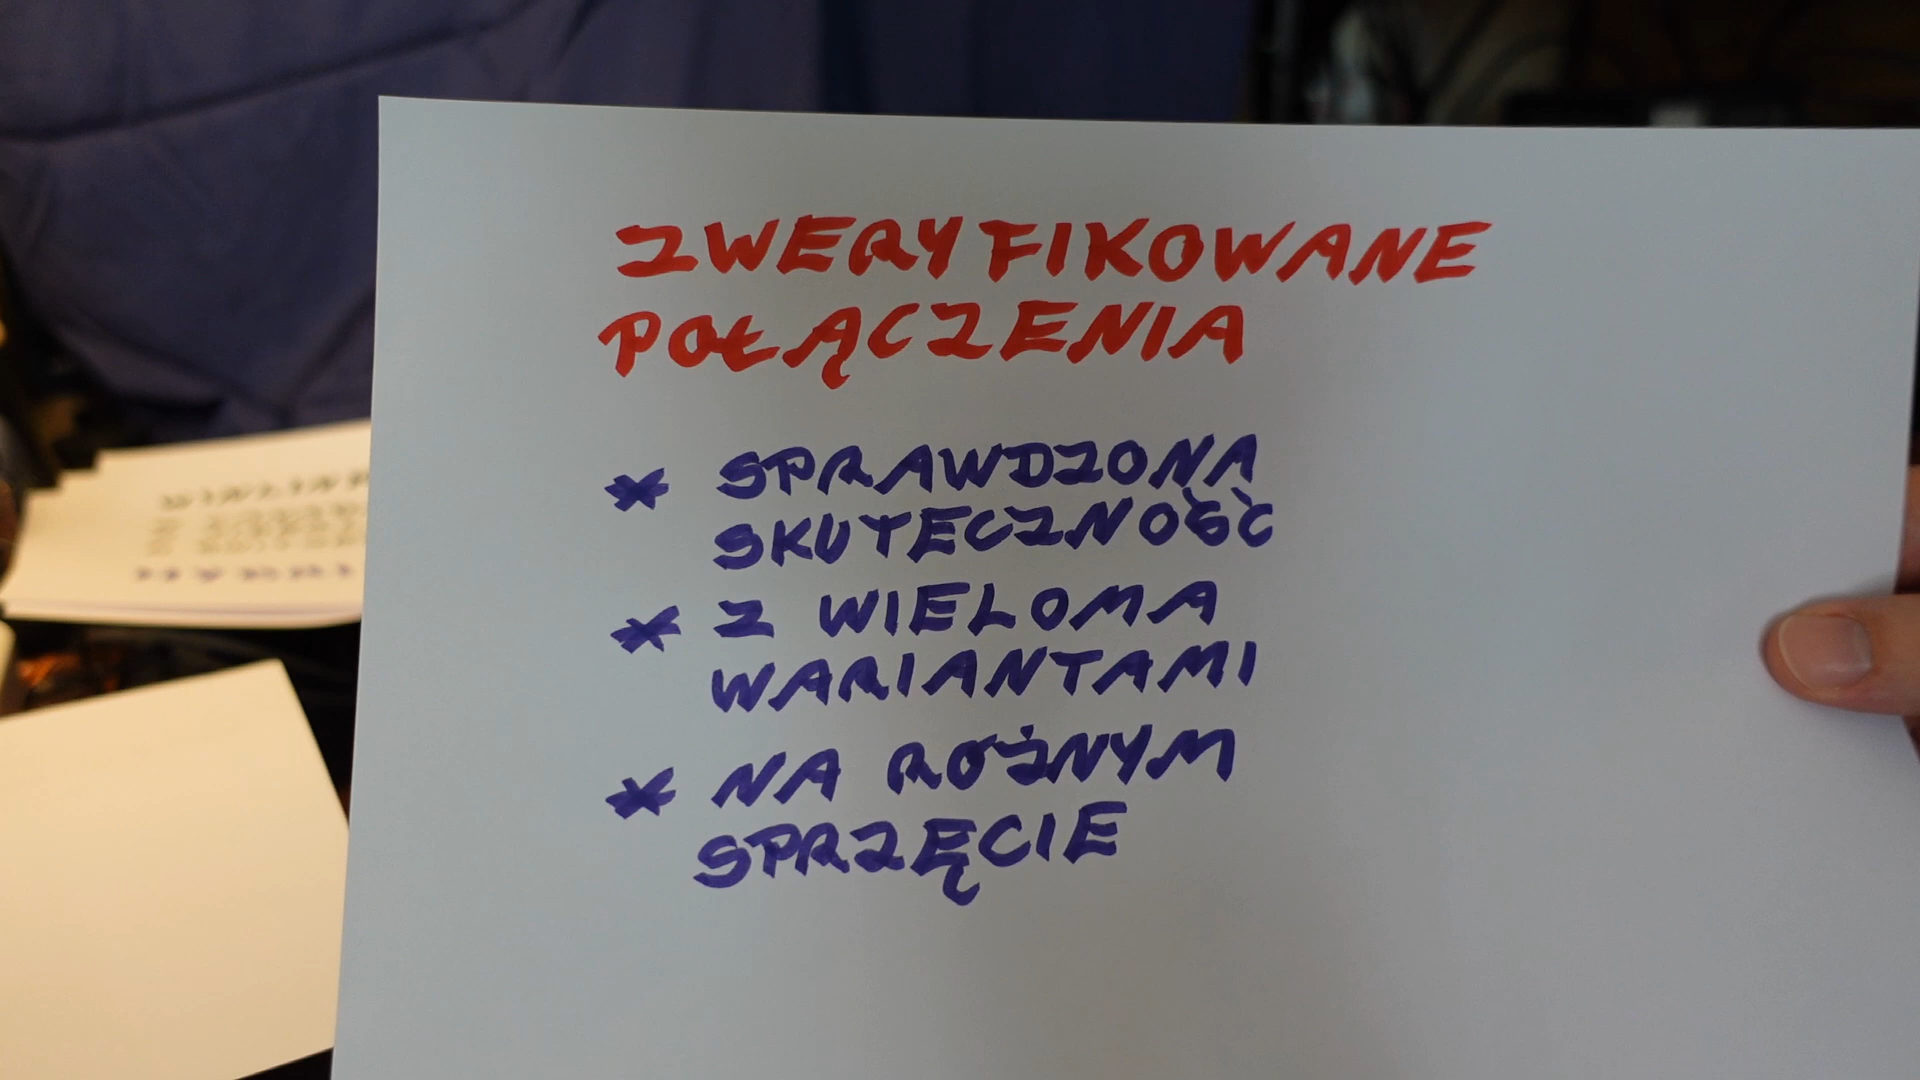 ZWERYFIKOWANE
POŁĄCZENIA
* SPRAWDZONA
SKUTECZNOŚĆ
* Z WIELOMA
WARIANTAMI
* NA RÓŻNYM
SPRZĘCIE